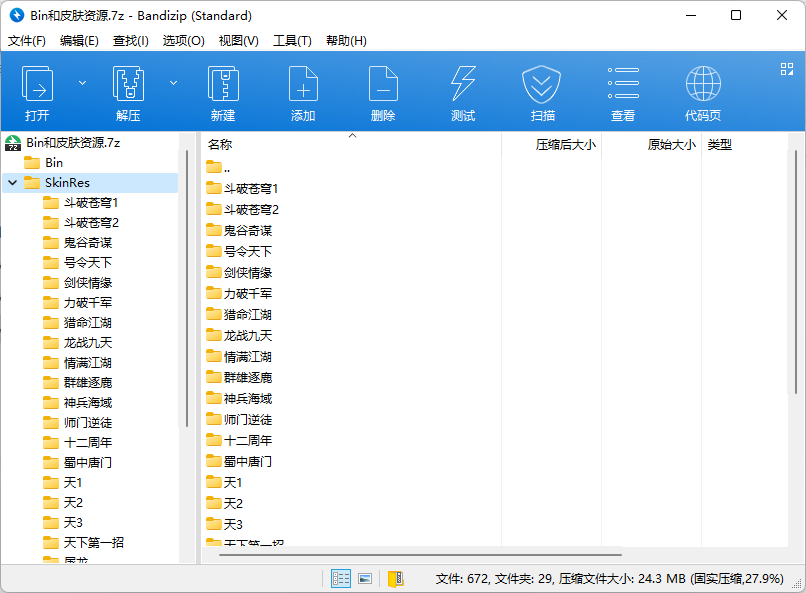 Bin和皮肤资源.7z - Bandizip (Standard)
文件(F) 编辑(E) 查找(I) 选项(O) 视图(V) 工具(T) 帮助(H)
打开 解压 新建 添加 删除 测试 扫描 查看 代码页
Bin和皮肤资源.7z
Bin
SkinRes
斗破苍穹1
斗破苍穹2
鬼谷奇谋
号令天下
剑侠情缘
力破千军
猎命江湖
龙战九天
情满江湖
群雄逐鹿
神兵海域
师门逆徒
十二周年
蜀中唐门
天1
天2
天3
天下第一招
名称 压缩后大小 原始大小 类型
..
斗破苍穹1
斗破苍穹2
鬼谷奇谋
号令天下
剑侠情缘
力破千军
猎命江湖
龙战九天
情满江湖
群雄逐鹿
神兵海域
师门逆徒
十二周年
蜀中唐门
天1
天2
天3
天下第一招
文件: 672, 文件夹: 29, 压缩文件大小: 24.3 MB (固实压缩,27.9%)